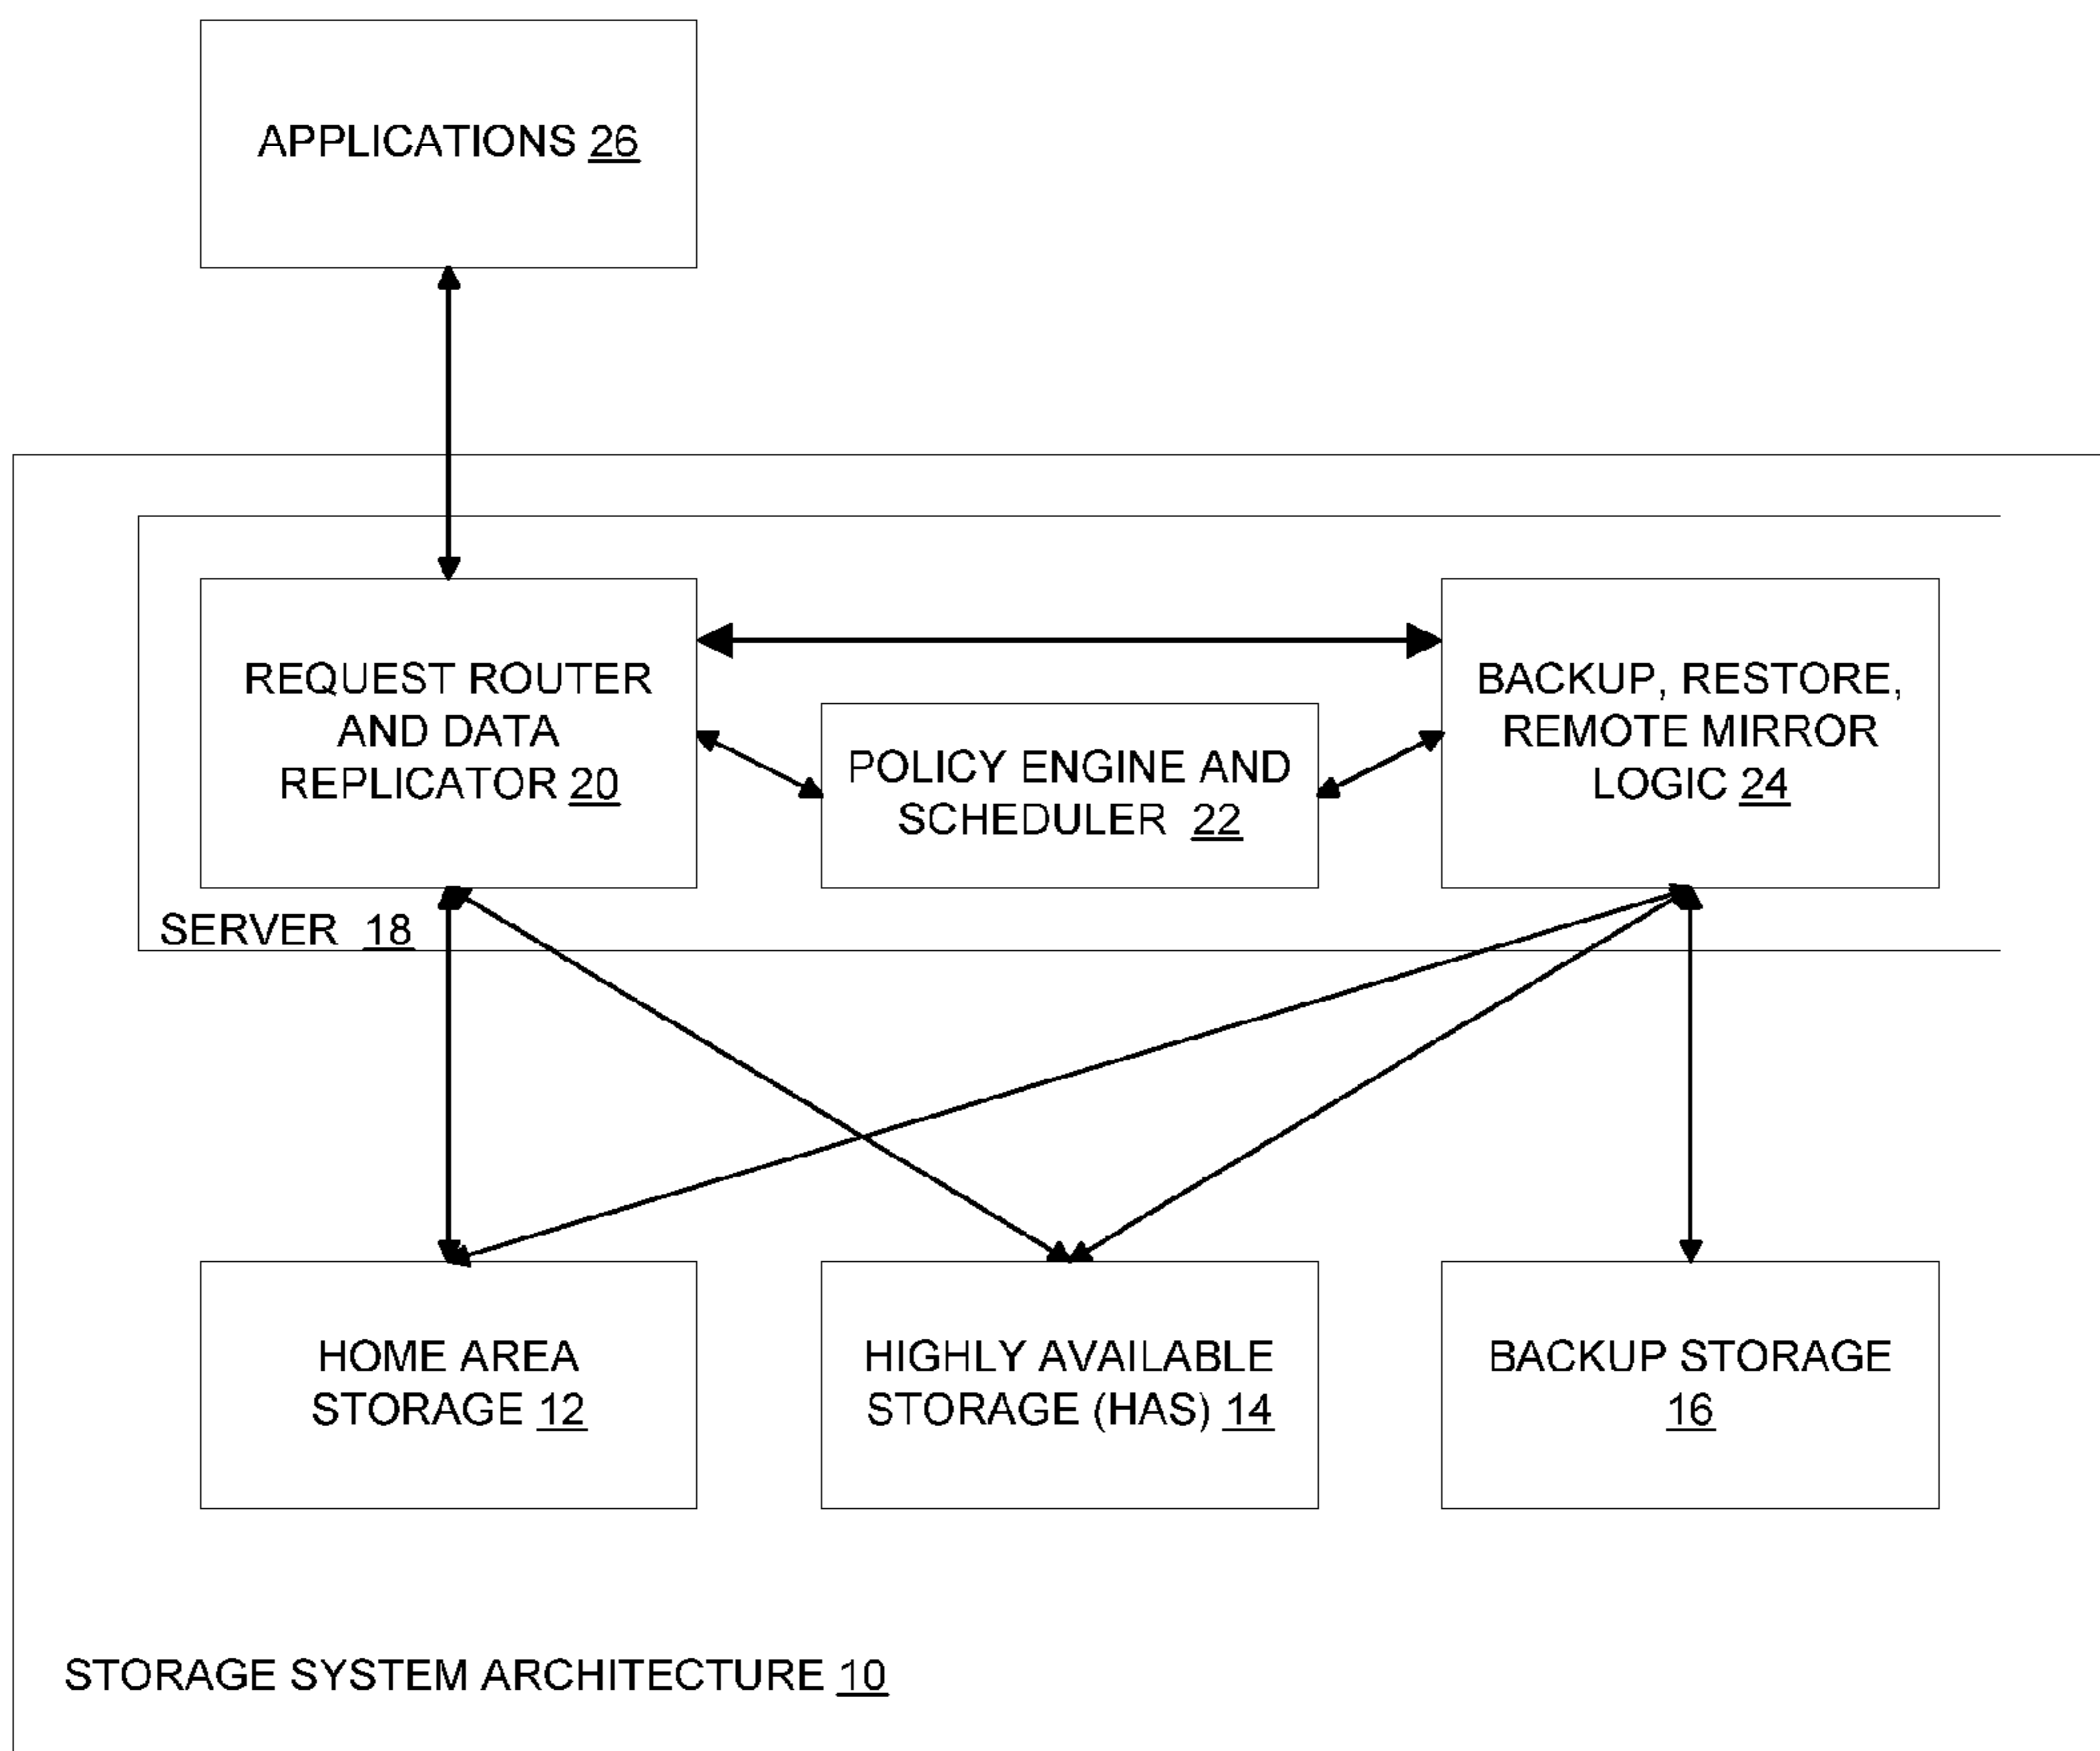 APPLICATIONS 26
REQUEST ROUTER
AND DATA
REPLICATOR 20
POLICY ENGINE AND
SCHEDULER 22
BACKUP, RESTORE,
REMOTE MIRROR
LOGIC 24
SERVER 18
HOME AREA
STORAGE 12
HIGHLY AVAILABLE
STORAGE (HAS) 14
BACKUP STORAGE
16
STORAGE SYSTEM ARCHITECTURE 10